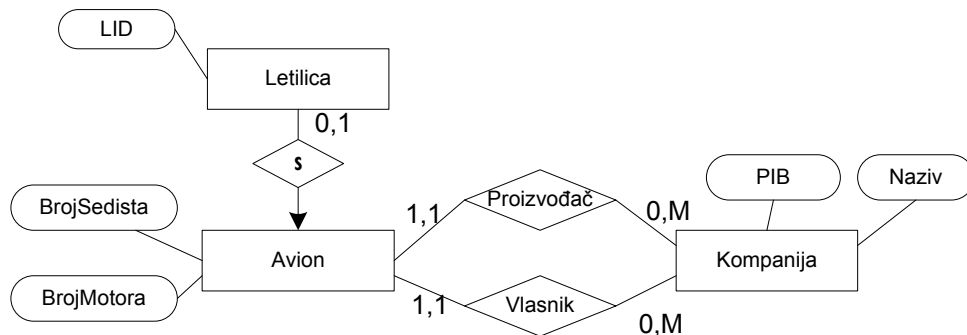 LID
Letilica
0,1
S
BrojSedista
BrojMotora
Avion
1,1
1,1
Proizvođač
Vlasnik
0,M
0,M
PIB
Naziv
Kompanija